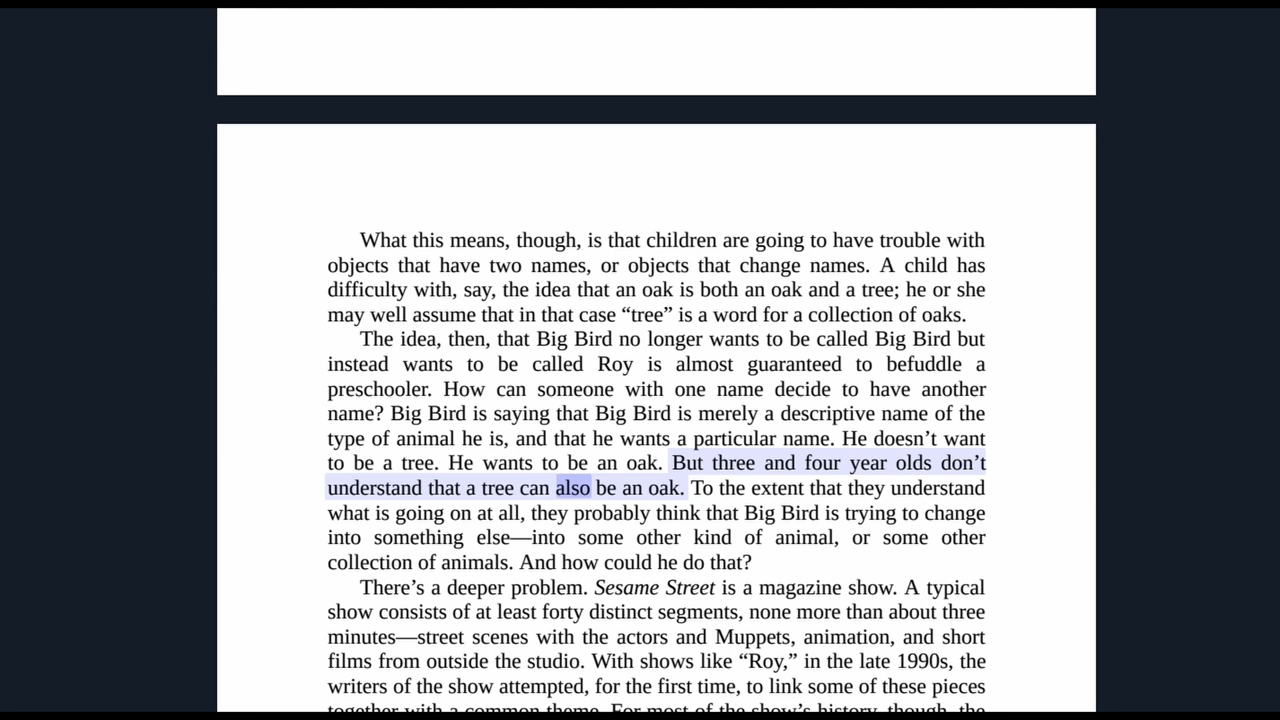 What this means, though, is that children are going to have trouble with
objects that have two names, or objects that change names. A child has
difficulty with, say, the idea that an oak is both an oak and a tree; he or she
may well assume that in that case “tree” is a word for a collection of oaks.
The idea, then, that Big Bird no longer wants to be called Big Bird but
instead wants to be called Roy is almost guaranteed to befuddle a
preschooler. How can someone with one name decide to have another
name? Big Bird is saying that Big Bird is merely a descriptive name of the
type of animal he is, and that he wants a particular name. He doesn’t want
to be a tree. He wants to be an oak. But three and four year olds don’t
understand that a tree can also be an oak. To the extent that they understand
what is going on at all, they probably think that Big Bird is trying to change
into something else—into some other kind of animal, or some other
collection of animals. And how could he do that?
There’s a deeper problem. Sesame Street is a magazine show. A typical
show consists of at least forty distinct segments, none more than about three
minutes—street scenes with the actors and Muppets, animation, and short
films from outside the studio. With shows like “Roy,” in the late 1990s, the
writers of the show attempted, for the first time, to link some of these pieces
together with a common theme. For most of the show’s history, though, the